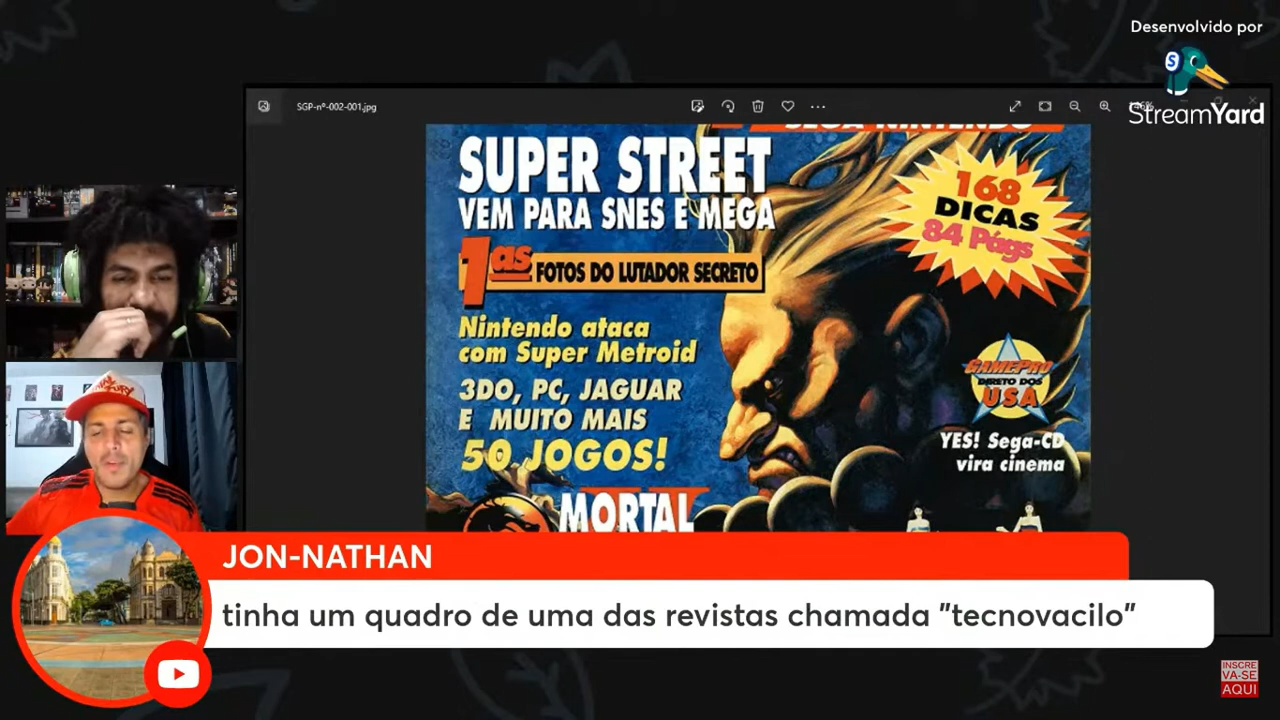 Desenvolvido por
StreamYard
SGP-nº-002-001.jpg
SEGA NINTENDO
SUPER STREET
VEM PARA SNES E MEGA
1as FOTOS DO LUTADOR SECRETO
168
DICAS
84 Págs
Nintendo ataca
com Super Metroid
3DO, PC, JAGUAR
E MUITO MAIS
50 JOGOS!
GAMEPRO
DIRETO DOS
USA
YES! Sega-CD
vira cinema
MORTAL
JON-NATHAN
tinha um quadro de uma das revistas chamada "tecnovacilo"
INSCRE
VA-SE
AQUI